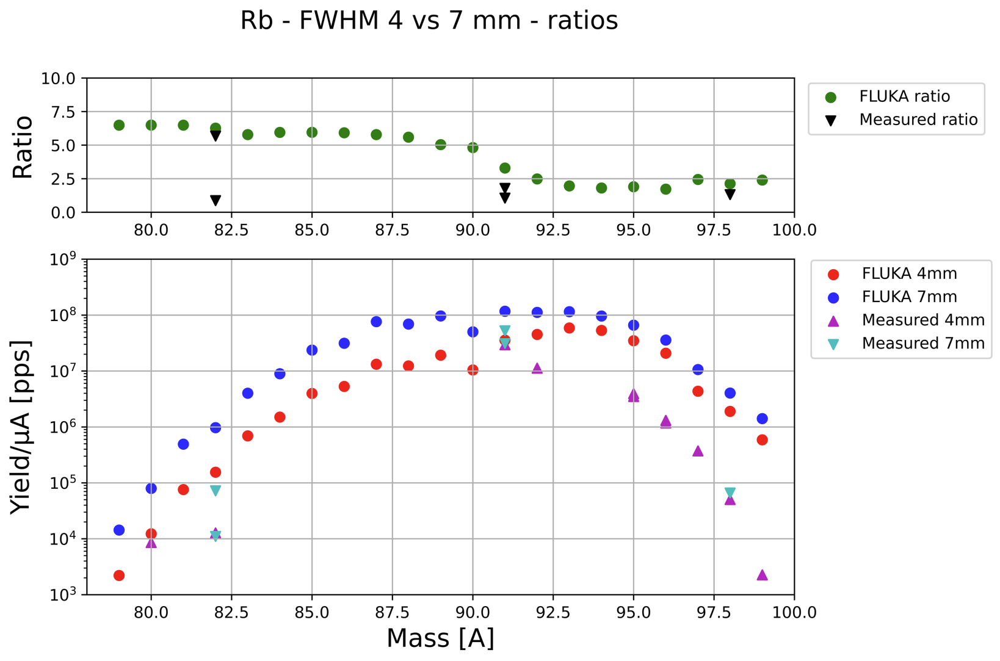 Rb - FWHM 4 vs 7 mm - ratios
10.0
7.5
5.0
2.5
0.0
Ratio
80.0 82.5 85.0 87.5 90.0 92.5 95.0 97.5 100.0
FLUKA ratio
Measured ratio
10⁹
10⁸
10⁷
10⁶
10⁵
10⁴
10³
Yield/μA [pps]
80.0 82.5 85.0 87.5 90.0 92.5 95.0 97.5 100.0
Mass [A]
FLUKA 4mm
FLUKA 7mm
Measured 4mm
Measured 7mm